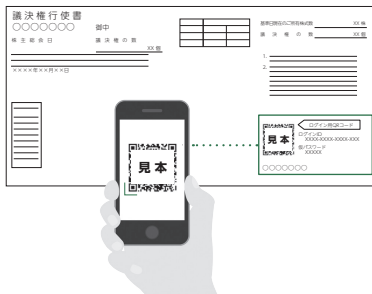 議決権行使書
○○○○○○○ 御中
株主総会日 議決権の数 XX個
××××年××月××日
基準日現在のご所有株式数 XX株
議決権の数 XX個
1.
2.
見本
ログイン用QRコード
ログインID
XXXX-XXXX-XXXX-XXX
仮パスワード
XXXXX
○○○○○○○
見本